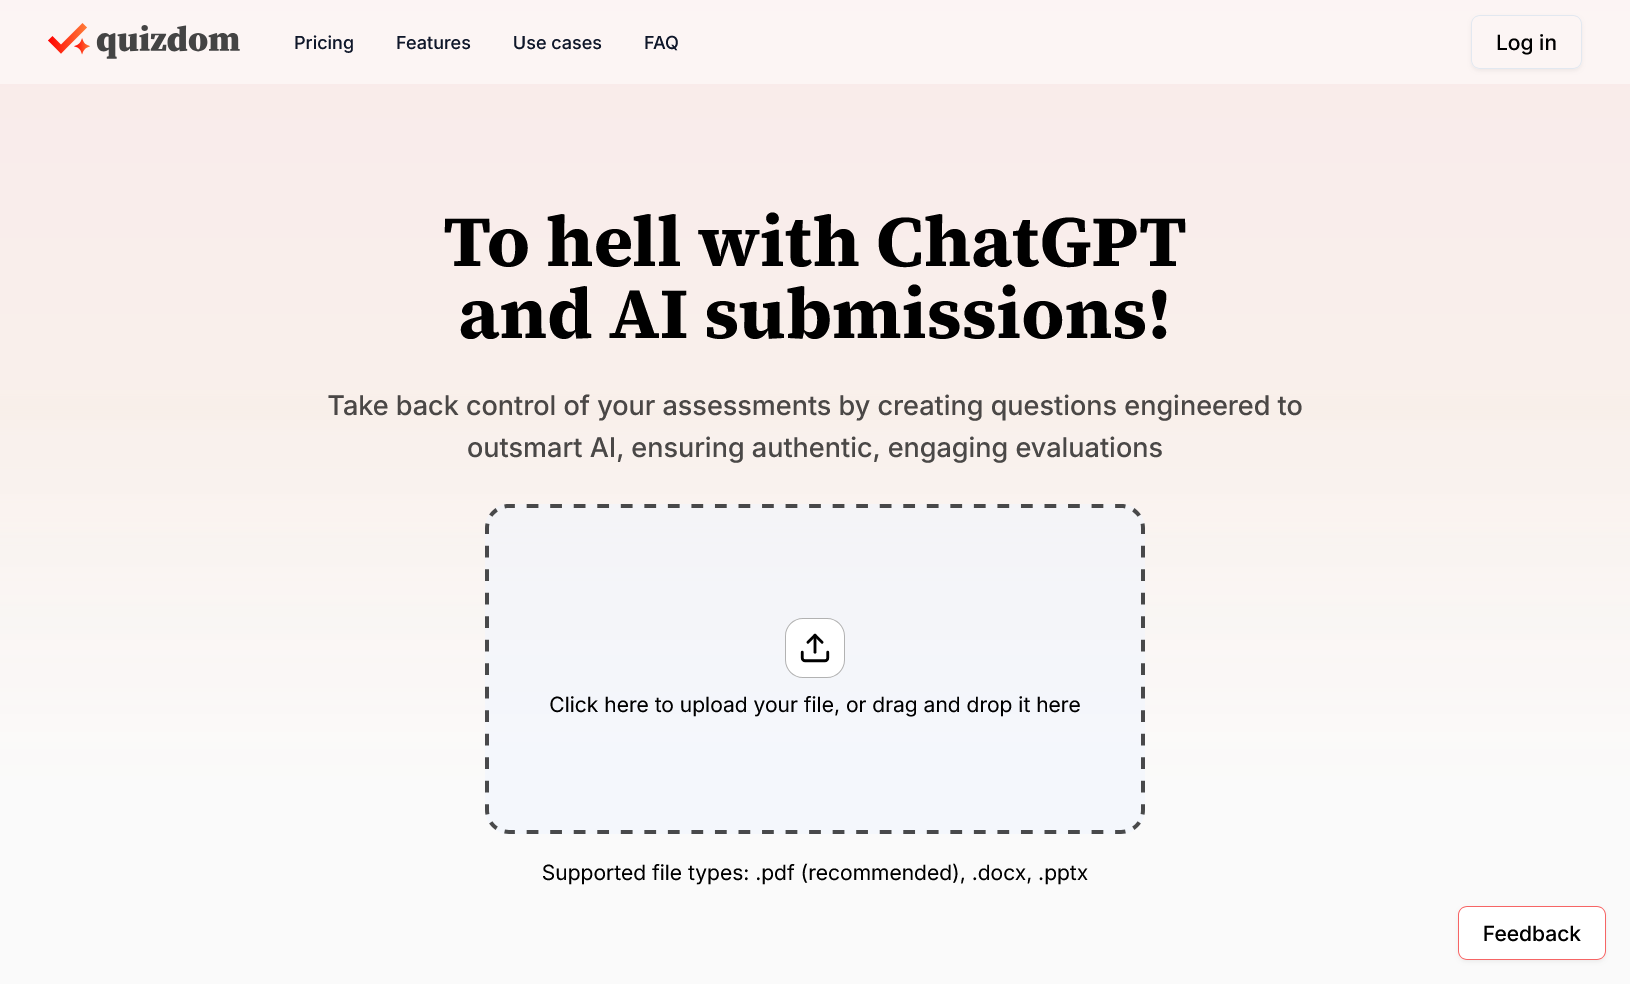 quizdom
Pricing
Features
Use cases
FAQ
Log in
To hell with ChatGPT
and AI submissions!
Take back control of your assessments by creating questions engineered to
outsmart AI, ensuring authentic, engaging evaluations
Click here to upload your file, or drag and drop it here
Supported file types: .pdf (recommended), .docx, .pptx
Feedback